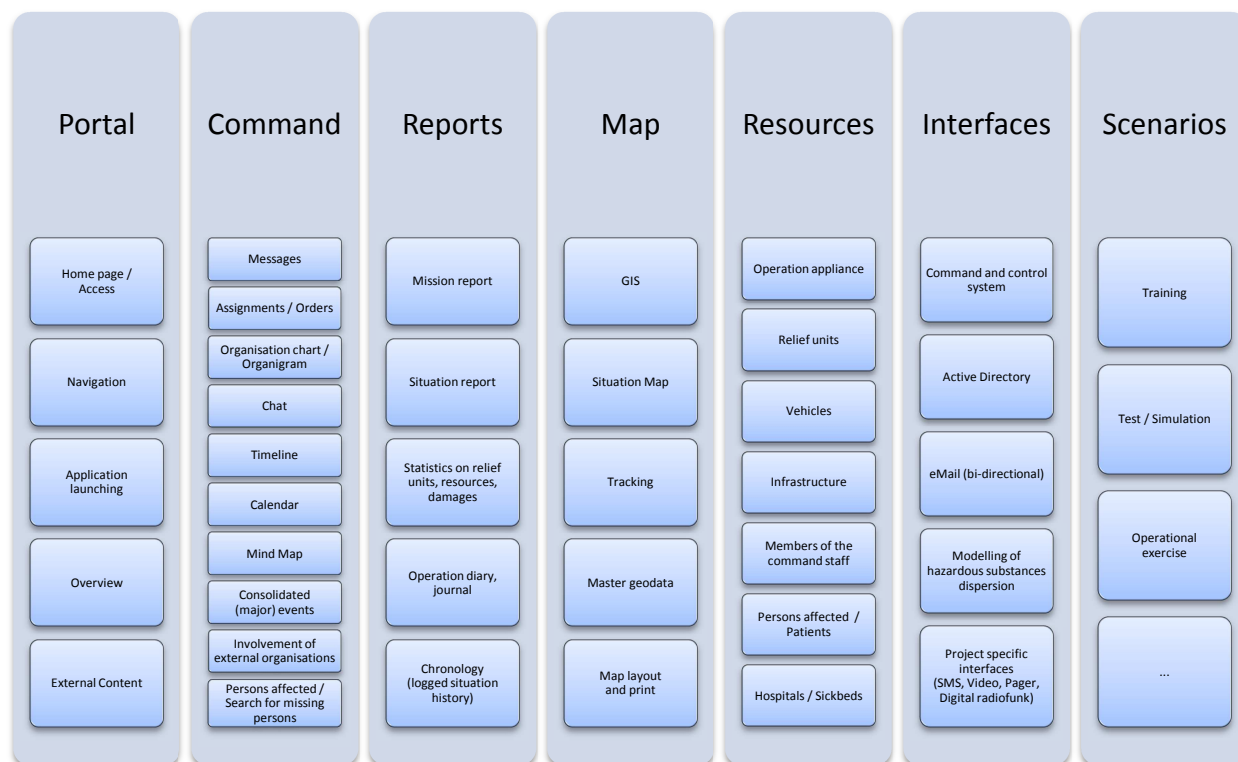 Portal
Home page /
Access
Navigation
Application
launching
Overview
External Content
Command
Messages
Assignments / Orders
Organisation chart /
Organigram
Chat
Timeline
Calendar
Mind Map
Consolidated
(major) events
Involvement of
external organisations
Persons affected /
Search for missing
persons
Reports
Mission report
Situation report
Statistics on relief
units, resources,
damages
Operation diary,
journal
Chronology
(logged situation
history)
Map
GIS
Situation Map
Tracking
Master geodata
Map layout
and print
Resources
Operation appliance
Relief units
Vehicles
Infrastructure
Members of the
command staff
Persons affected /
Patients
Hospitals / Sickbeds
Interfaces
Command and control
system
Active Directory
eMail (bi-directional)
Modelling of
hazardous substances
dispersion
Project specific
interfaces
(SMS, Video, Pager,
Digital radiofunk)
Scenarios
Training
Test / Simulation
Operational
exercise
...